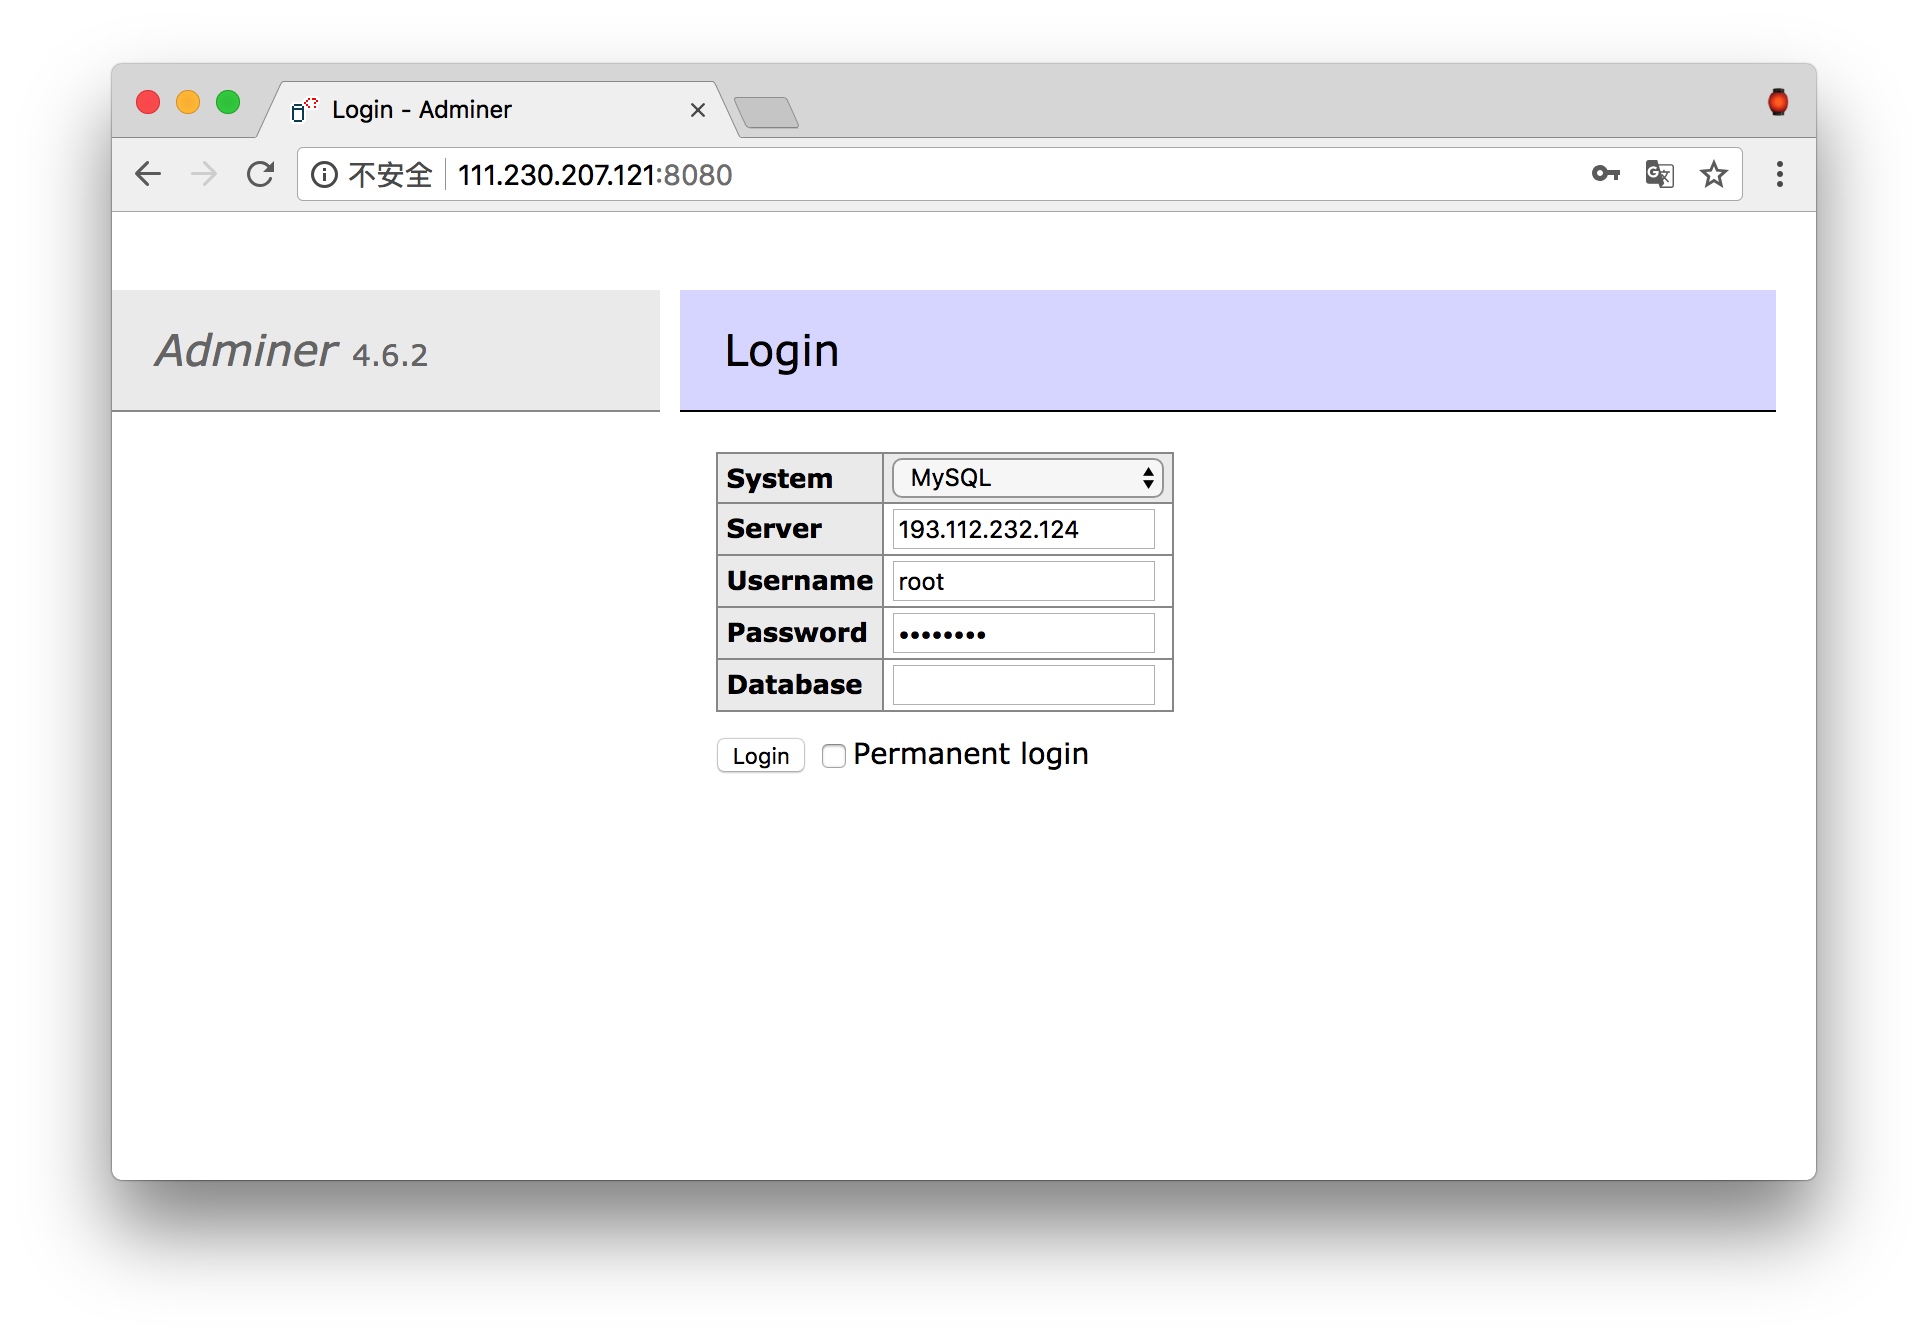 Login - Adminer
不安全 111.230.207.121:8080
Adminer 4.6.2
Login
System MySQL
Server 193.112.232.124
Username root
Password ••••••••
Database
Login Permanent login